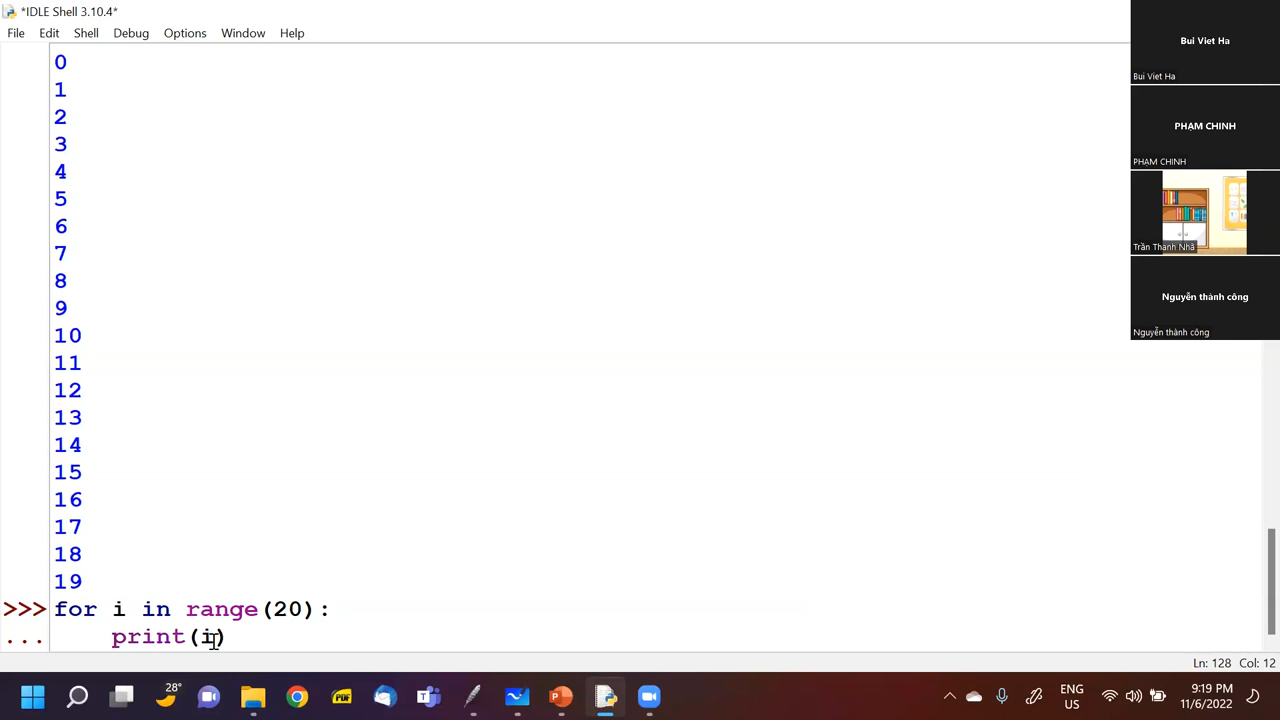 *IDLE Shell 3.10.4*
File Edit Shell Debug Options Window Help
0
1
2
3
4
5
6
7
8
9
10
11
12
13
14
15
16
17
18
19
>>> for i in range(20):
... print(i)
Bui Viet Ha
Bui Viet Ha
PHẠM CHINH
PHẠM CHINH
Trần Thanh Nhã
Nguyễn thành công
Nguyễn thành công
Ln: 128 Col: 12
28°
PDF
ENG
US
9:19 PM
11/6/2022